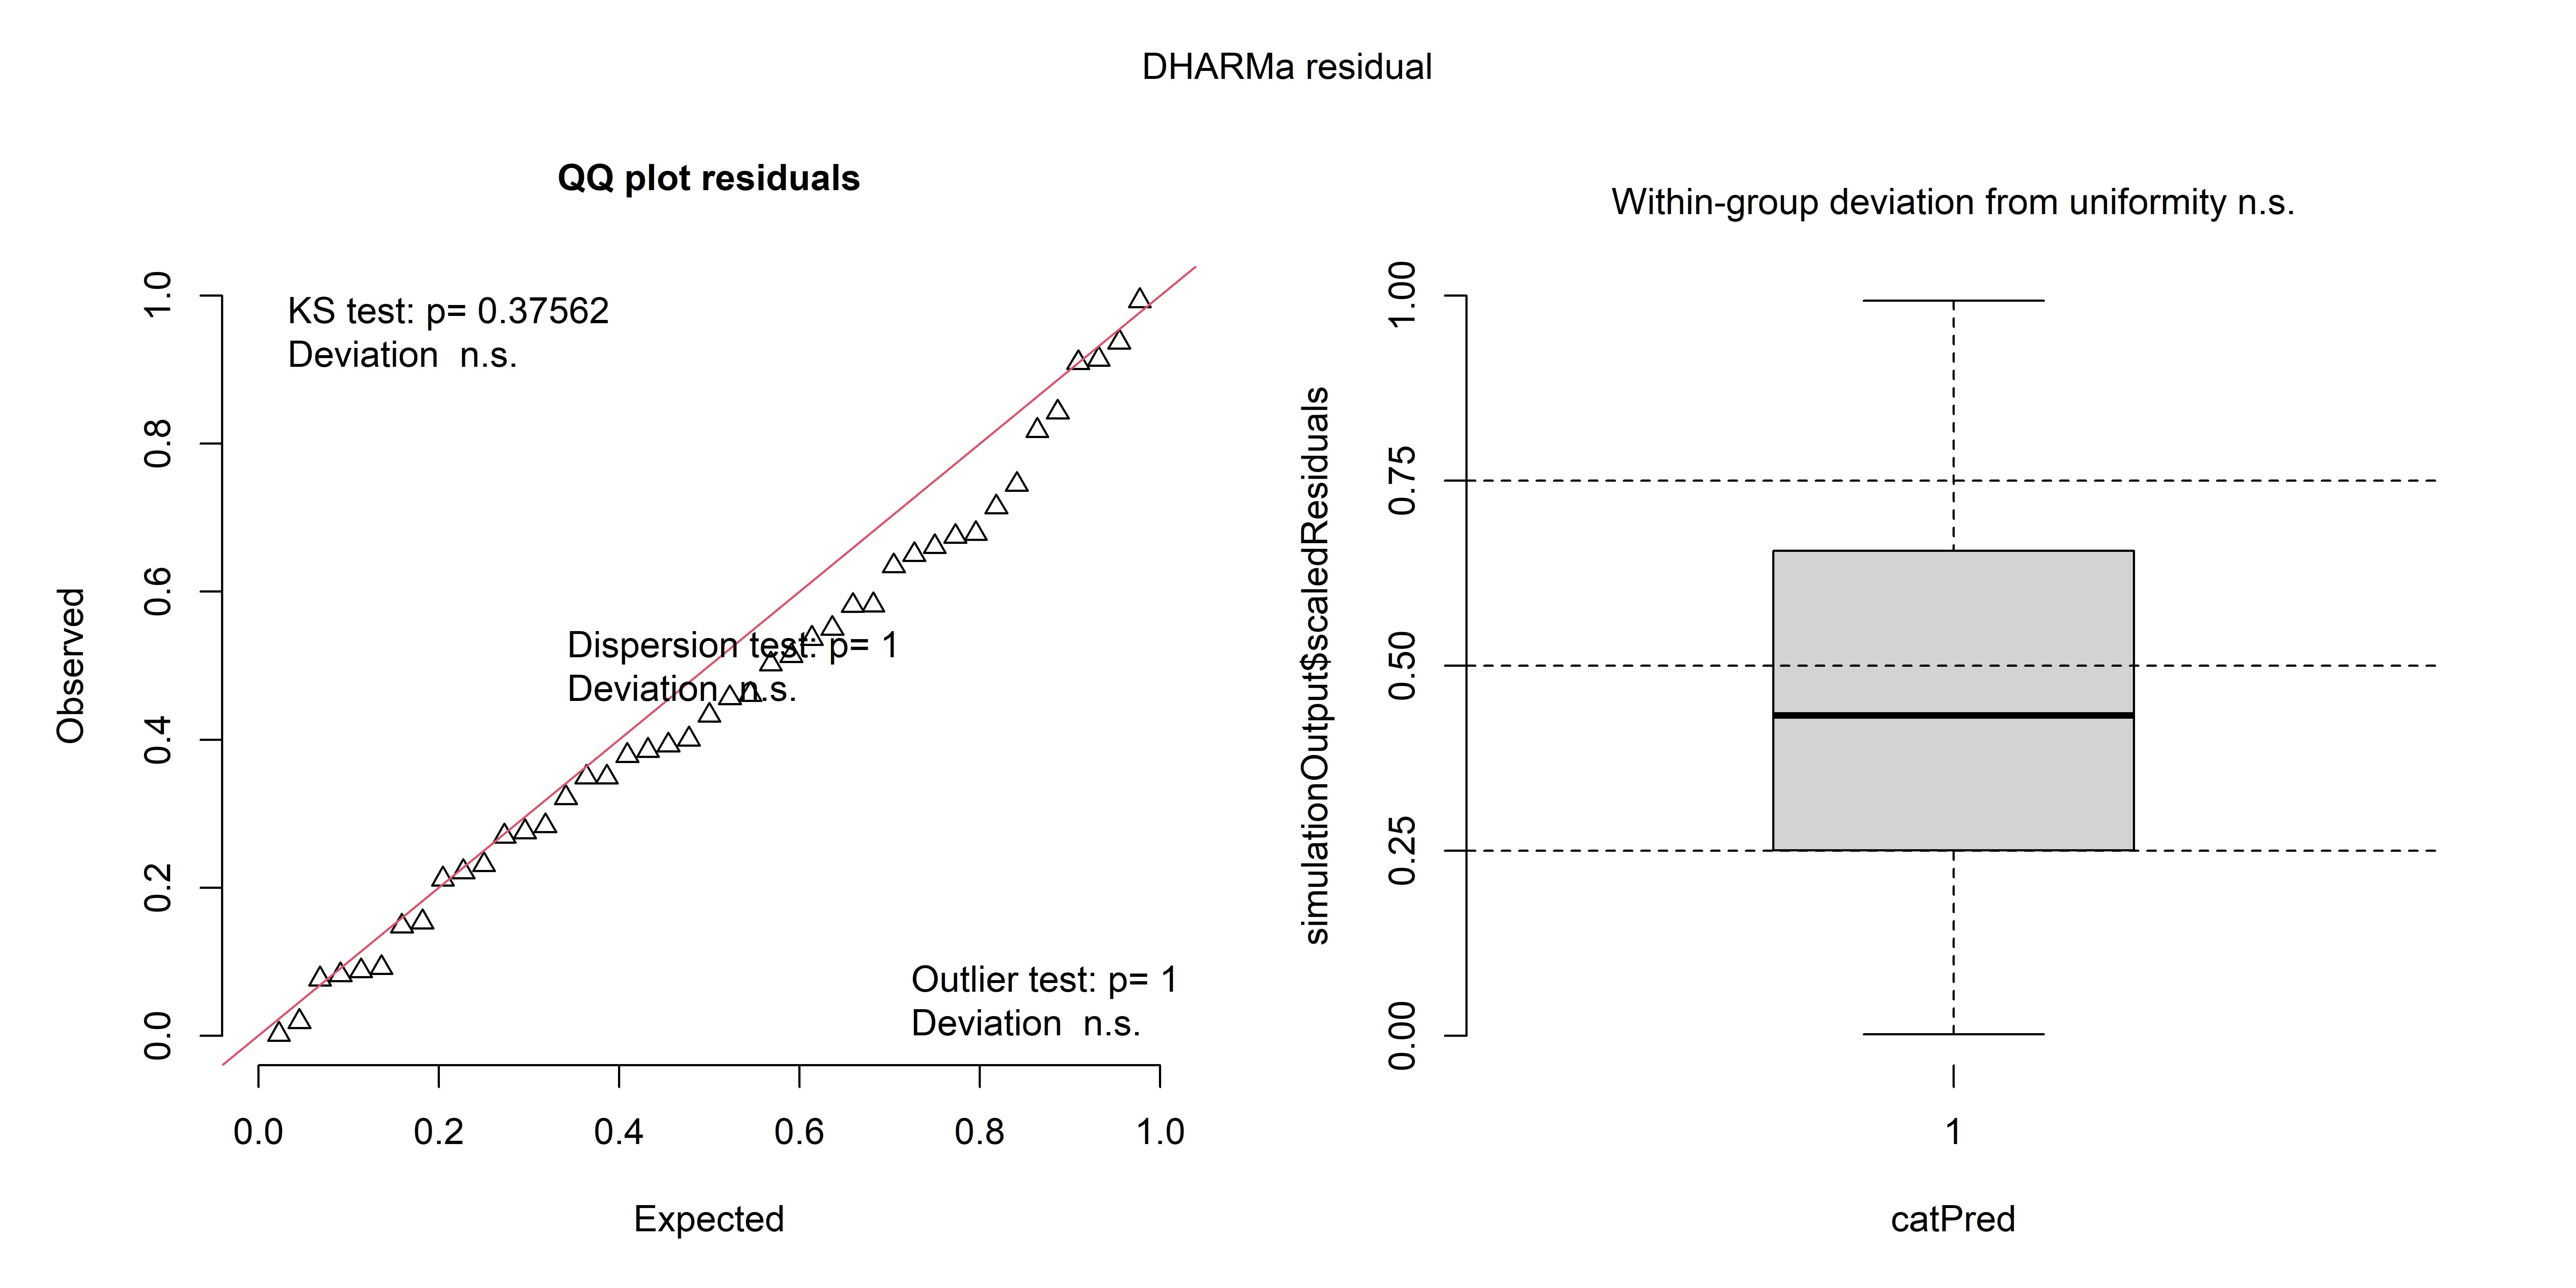 DHARMa residual
QQ plot residuals
KS test: p= 0.37562
Deviation  n.s.
Dispersion test: p= 1
Deviation  n.s.
Outlier test: p= 1
Deviation  n.s.
Observed
1.0
0.8
0.6
0.4
0.2
0.0
0.0 0.2 0.4 0.6 0.8 1.0
Expected
Within-group deviation from uniformity n.s.
simulationOutput$scaledResiduals
1.00
0.75
0.50
0.25
0.00
1
catPred